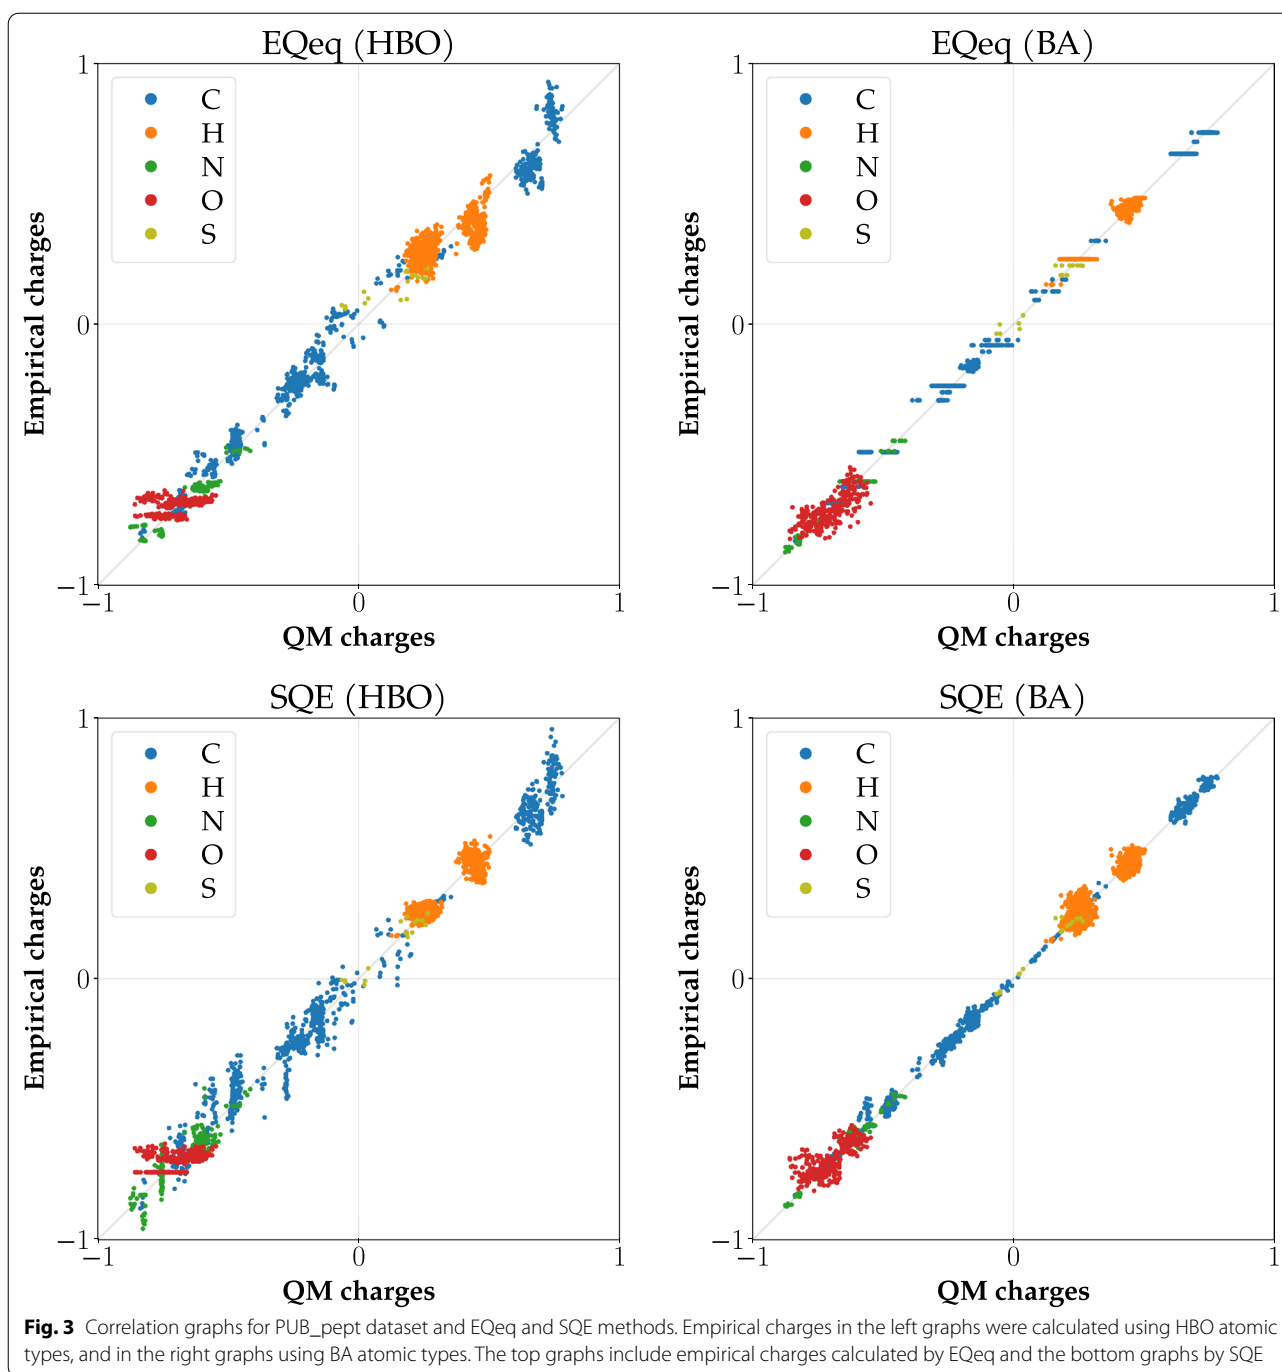 EQeq (HBO)
1
C
H
N
O
S
0
−1
Empirical charges
−1 0 1
QM charges
EQeq (BA)
1
C
H
N
O
S
0
−1
Empirical charges
−1 0 1
QM charges
SQE (HBO)
1
C
H
N
O
S
0
−1
Empirical charges
−1 0 1
QM charges
SQE (BA)
1
C
H
N
O
S
0
−1
Empirical charges
−1 0 1
QM charges
Fig. 3 Correlation graphs for PUB_pept dataset and EQeq and SQE methods. Empirical charges in the left graphs were calculated using HBO atomic
types, and in the right graphs using BA atomic types. The top graphs include empirical charges calculated by EQeq and the bottom graphs by SQE